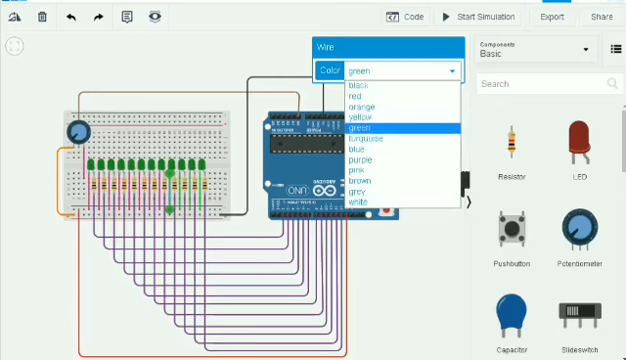 Code
Start Simulation
Export
Share
Wire
Color green
black
red
orange
yellow
green
turquoise
blue
purple
pink
brown
grey
white
UNO
ARDUINO
Components
Basic
Search
Resistor
LED
Pushbutton
Potentiometer
Capacitor
Slideswitch